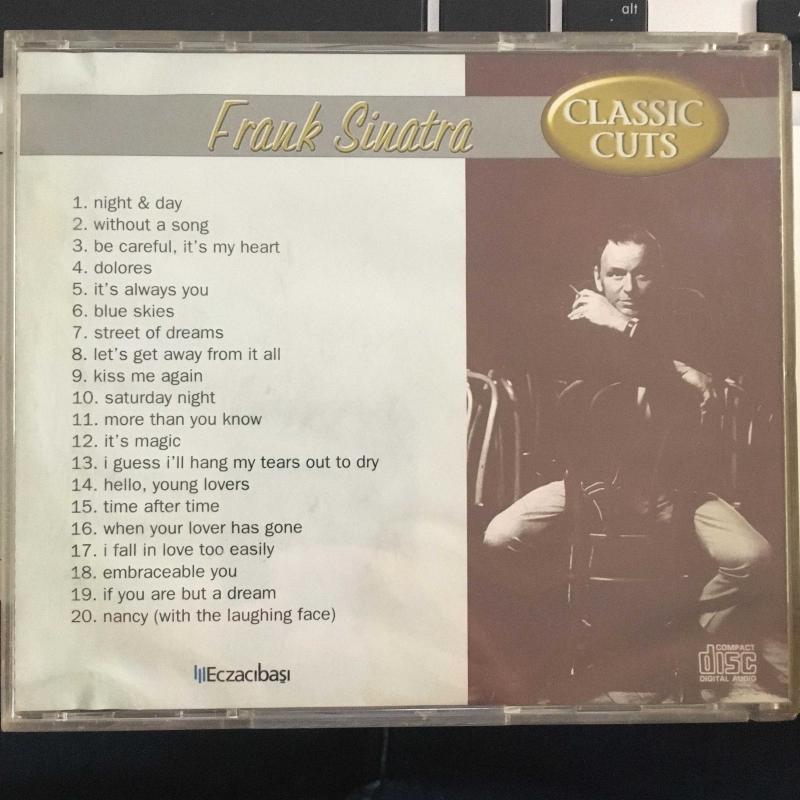 alt
Frank Sinatra
CLASSIC
CUTS
1. night & day
2. without a song
3. be careful, it's my heart
4. dolores
5. it's always you
6. blue skies
7. street of dreams
8. let's get away from it all
9. kiss me again
10. saturday night
11. more than you know
12. it's magic
13. i guess i'll hang my tears out to dry
14. hello, young lovers
15. time after time
16. when your lover has gone
17. i fall in love too easily
18. embraceable you
19. if you are but a dream
20. nancy (with the laughing face)
Eczacıbaşı
COMPACT
disc
DIGITAL AUDIO